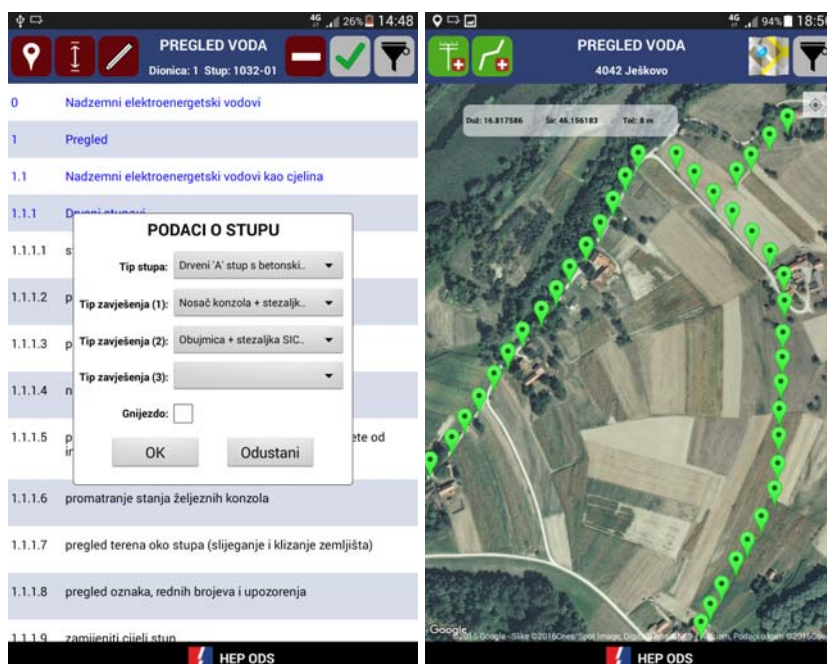 4G 26% 14:48
PREGLED VODA
Dionica: 1 Stup: 1032-01
0 Nadzemni elektroenergetski vodovi
1 Pregled
1.1 Nadzemni elektroenergetski vodovi kao cjelina
1.1.1
PODACI O STUPU
1.1.1.1 s
Tip stupa: Drveni 'A' stup s betonski..
1.1.1.2 p
Tip zavješenja (1): Nosač konzola + stezaljk..
1.1.1.3 p
Tip zavješenja (2): Obujmica + stezaljka SIC..
Tip zavješenja (3):
1.1.1.4 n
Gnijezdo:
1.1.1.5 p ete od
OK Odustani
1.1.1.6 promatranje stanja željeznih konzola
1.1.1.7 pregled terena oko stupa (slijeganje i klizanje zemljišta)
1.1.1.8 pregled oznaka, rednih brojeva i upozorenja
1.1.1.9 zamijeniti cijeli stup
HEP ODS
4G 94% 18:50
PREGLED VODA
4042 Ješkovo
Duž: 16.817586 Šir: 46.156183 Toč: 8 m
Google
HEP ODS